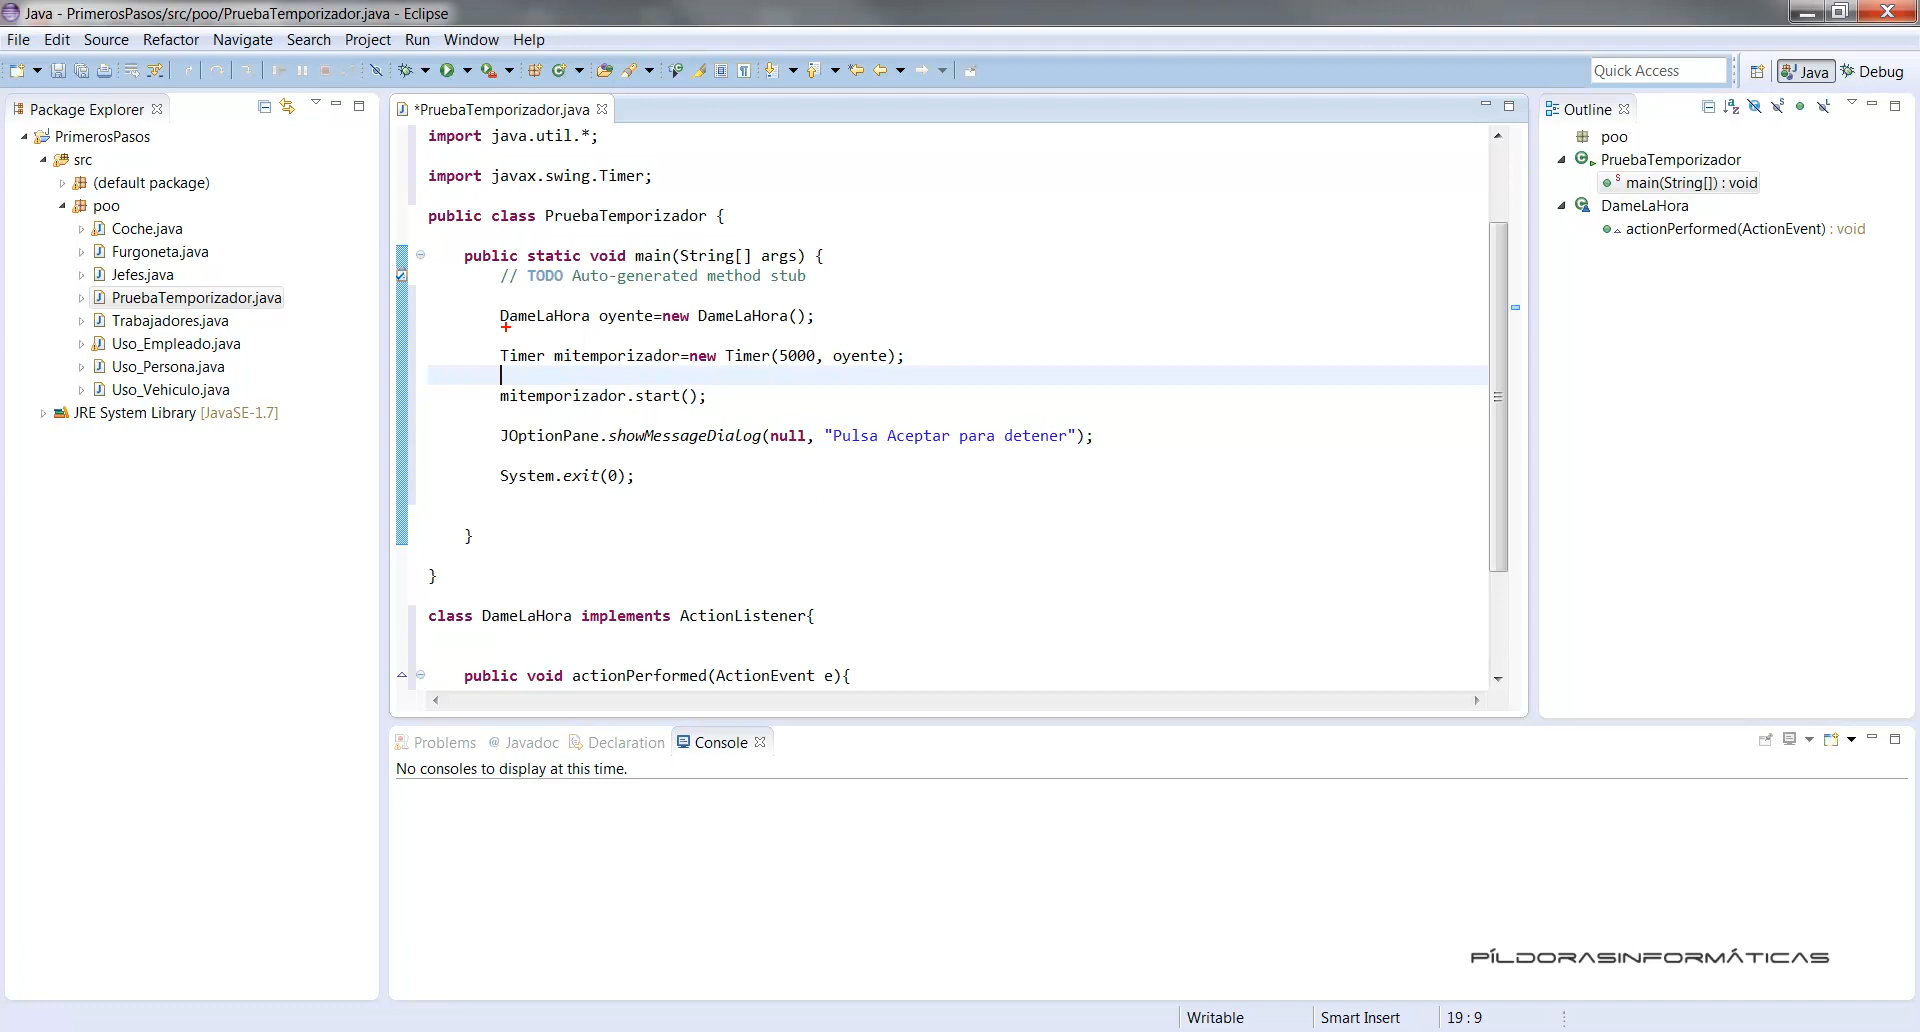 Java - PrimerosPasos/src/poo/PruebaTemporizador.java - Eclipse
File Edit Source Refactor Navigate Search Project Run Window Help
Quick Access
Java
Debug
Package Explorer
PrimerosPasos
src
(default package)
poo
Coche.java
Furgoneta.java
Jefes.java
PruebaTemporizador.java
Trabajadores.java
Uso_Empleado.java
Uso_Persona.java
Uso_Vehiculo.java
JRE System Library [JavaSE-1.7]
*PruebaTemporizador.java
import java.util.*;
import javax.swing.Timer;
public class PruebaTemporizador {
public static void main(String[] args) {
// TODO Auto-generated method stub
DameLaHora oyente=new DameLaHora();
Timer mitemporizador=new Timer(5000, oyente);
mitemporizador.start();
JOptionPane.showMessageDialog(null, "Pulsa Aceptar para detener");
System.exit(0);
}
}
class DameLaHora implements ActionListener{
public void actionPerformed(ActionEvent e){
Outline
poo
PruebaTemporizador
main(String[]) : void
DameLaHora
actionPerformed(ActionEvent) : void
Problems @ Javadoc Declaration Console
No consoles to display at this time.
PÍLDORASINFORMÁTICAS
Writable Smart Insert 19 : 9